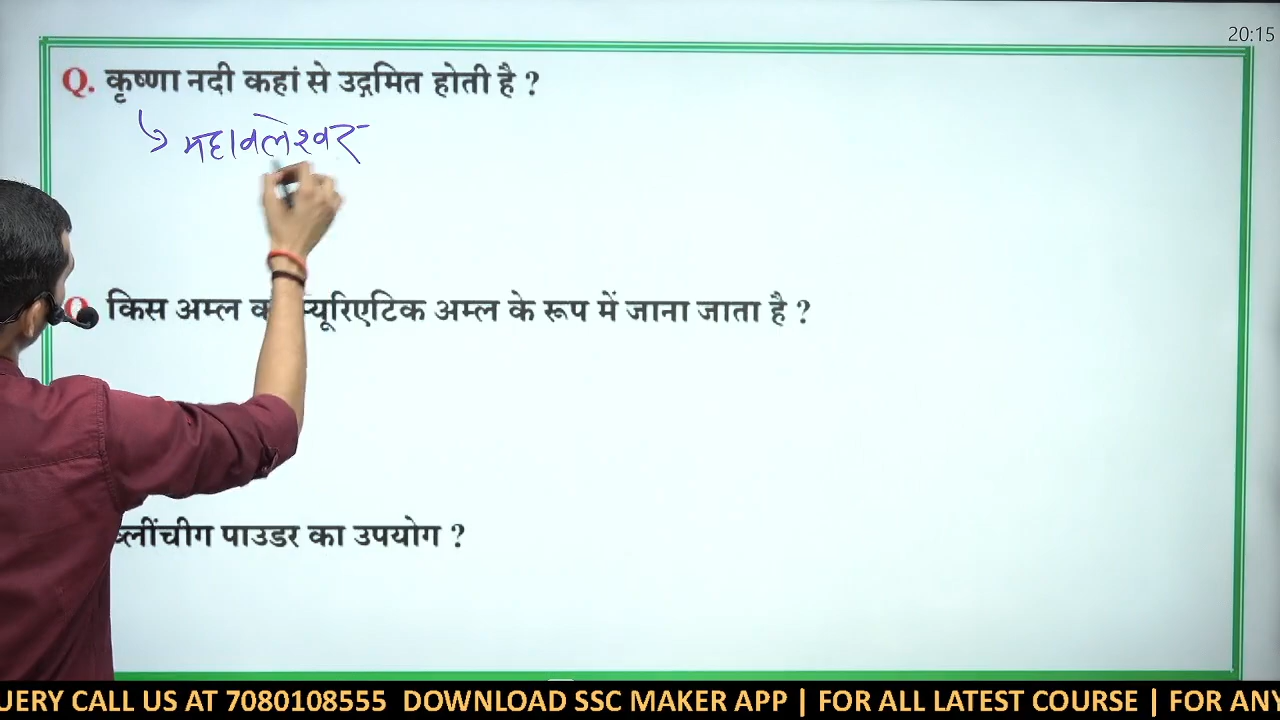 20:15
Q. कृष्णा नदी कहां से उद्गमित होती है ?
महाबलेश्वर
Q किस अम्ल क म्यूरिएटिक अम्ल के रूप में जाना जाता है ?
ब्लींचीग पाउडर का उपयोग ?
UERY CALL US AT 7080108555 DOWNLOAD SSC MAKER APP | FOR ALL LATEST COURSE | FOR ANY